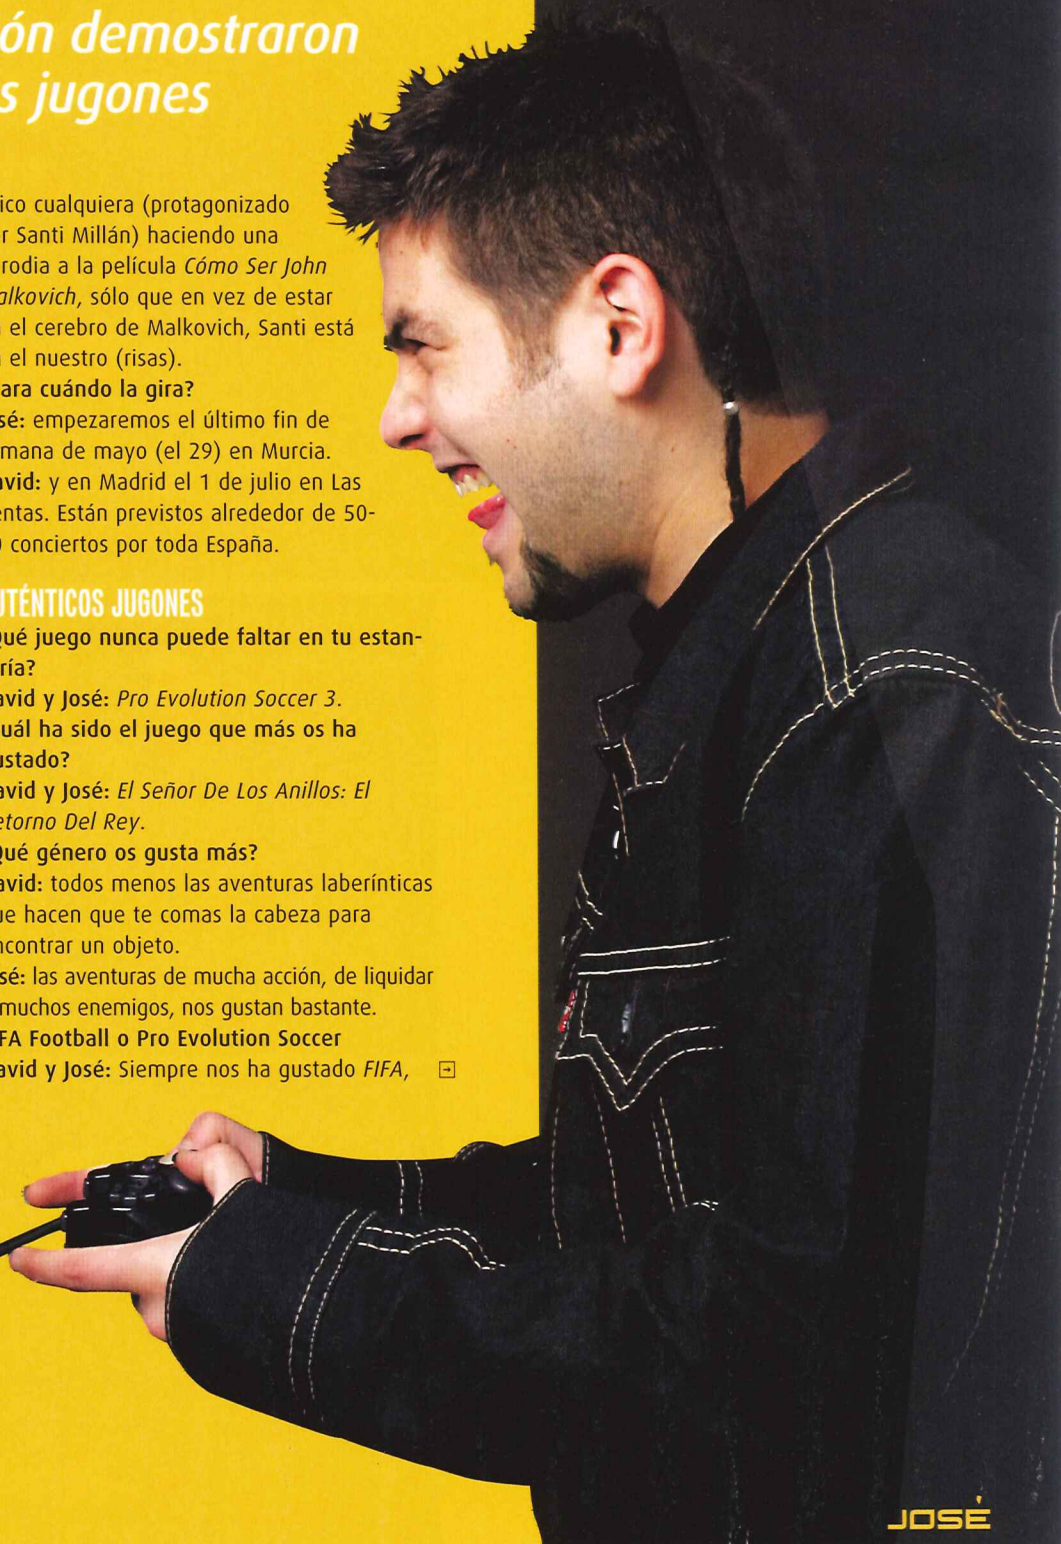 ón demostraron
s jugones
ico cualquiera (protagonizado
r Santi Millán) haciendo una
rodia a la película Cómo Ser John
alkovich, sólo que en vez de estar
el cerebro de Malkovich, Santi está
el nuestro (risas).
ara cuándo la gira?
sé: empezaremos el último fin de
mana de mayo (el 29) en Murcia.
avid: y en Madrid el 1 de julio en Las
entas. Están previstos alrededor de 50-
0 conciertos por toda España.
UTÉNTICOS JUGONES
Qué juego nunca puede faltar en tu estan-
ría?
avid y José: Pro Evolution Soccer 3.
uál ha sido el juego que más os ha
ustado?
avid y José: El Señor De Los Anillos: El
etorno Del Rey.
Qué género os gusta más?
avid: todos menos las aventuras laberínticas
ue hacen que te comas la cabeza para
ncontrar un objeto.
sé: las aventuras de mucha acción, de liquidar
muchos enemigos, nos gustan bastante.
FA Football o Pro Evolution Soccer
avid y José: Siempre nos ha gustado FIFA,
JOSÉ